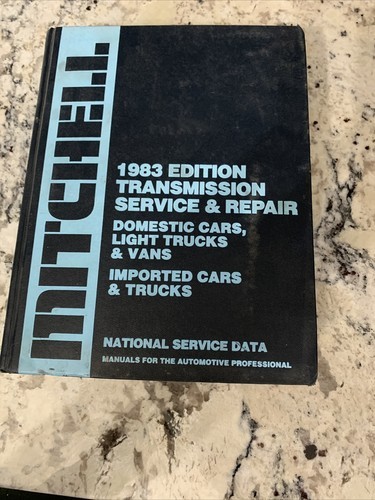 MITCHELL
1983 EDITION
TRANSMISSION
SERVICE & REPAIR
DOMESTIC CARS,
LIGHT TRUCKS
& VANS
IMPORTED CARS
& TRUCKS
NATIONAL SERVICE DATA
MANUALS FOR THE AUTOMOTIVE PROFESSIONAL